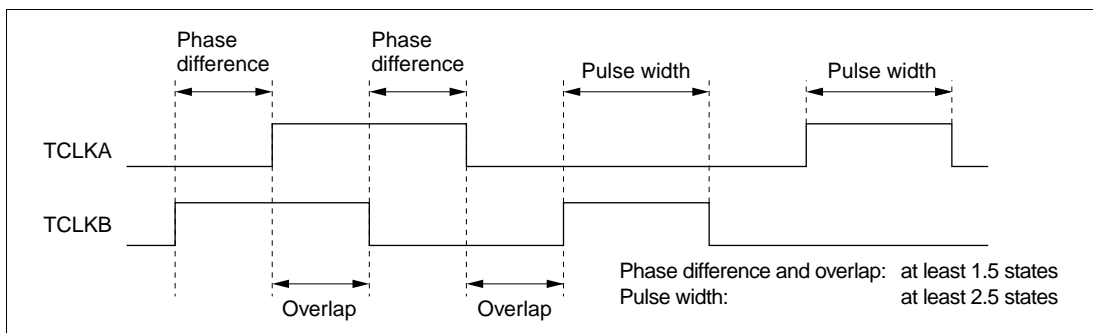 Phase
difference
Phase
difference
Pulse width
Pulse width
TCLKA
TCLKB
Overlap
Overlap
Phase difference and overlap: at least 1.5 states
Pulse width: at least 2.5 states